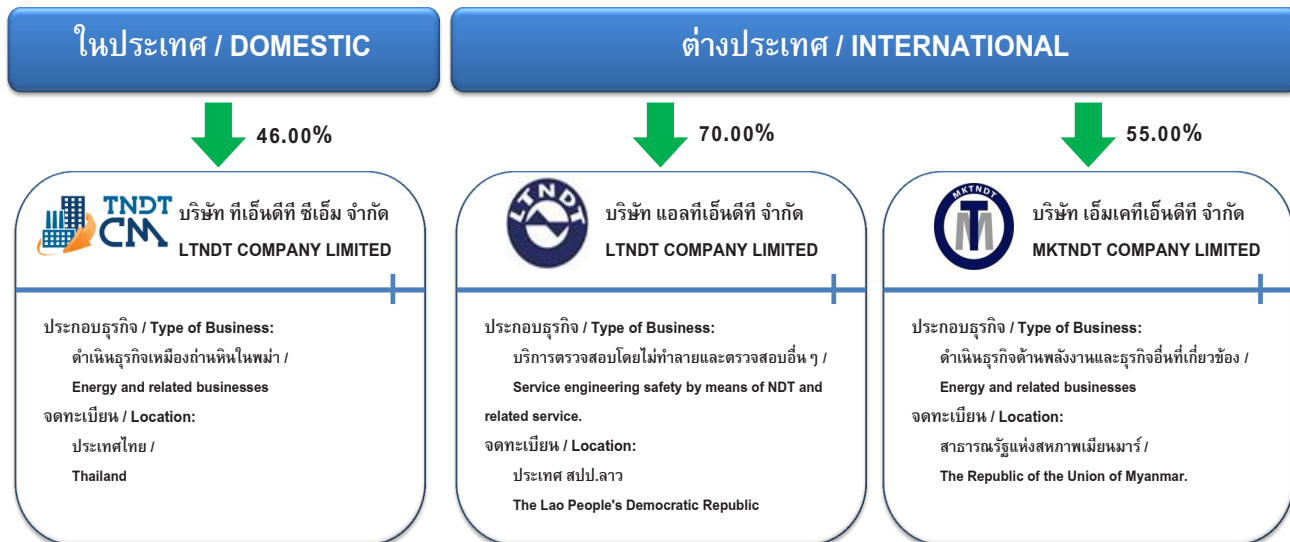 ในประเทศ / DOMESTIC
ต่างประเทศ / INTERNATIONAL
46.00%
70.00%
55.00%
TNDT
CM
บริษัท ทีเอ็นดีที ซีเอ็ม จำกัด
LTNDT COMPANY LIMITED
ประกอบธุรกิจ / Type of Business:
ดำเนินธุรกิจเหมืองถ่านหินในพม่า /
Energy and related businesses
จดทะเบียน / Location:
ประเทศไทย /
Thailand
LTNDT
บริษัท แอลทีเอ็นดีที จำกัด
LTNDT COMPANY LIMITED
ประกอบธุรกิจ / Type of Business:
บริการตรวจสอบโดยไม่ทำลายและตรวจสอบอื่น ๆ /
Service engineering safety by means of NDT and
related service.
จดทะเบียน / Location:
ประเทศ สปป.ลาว
The Lao People's Democratic Republic
MKTNDT
TM
บริษัท เอ็มเคทีเอ็นดีที จำกัด
MKTNDT COMPANY LIMITED
ประกอบธุรกิจ / Type of Business:
ดำเนินธุรกิจด้านพลังงานและธุรกิจอื่นที่เกี่ยวข้อง /
Energy and related businesses
จดทะเบียน / Location:
สาธารณรัฐแห่งสหภาพเมียนมาร์ /
The Republic of the Union of Myanmar.